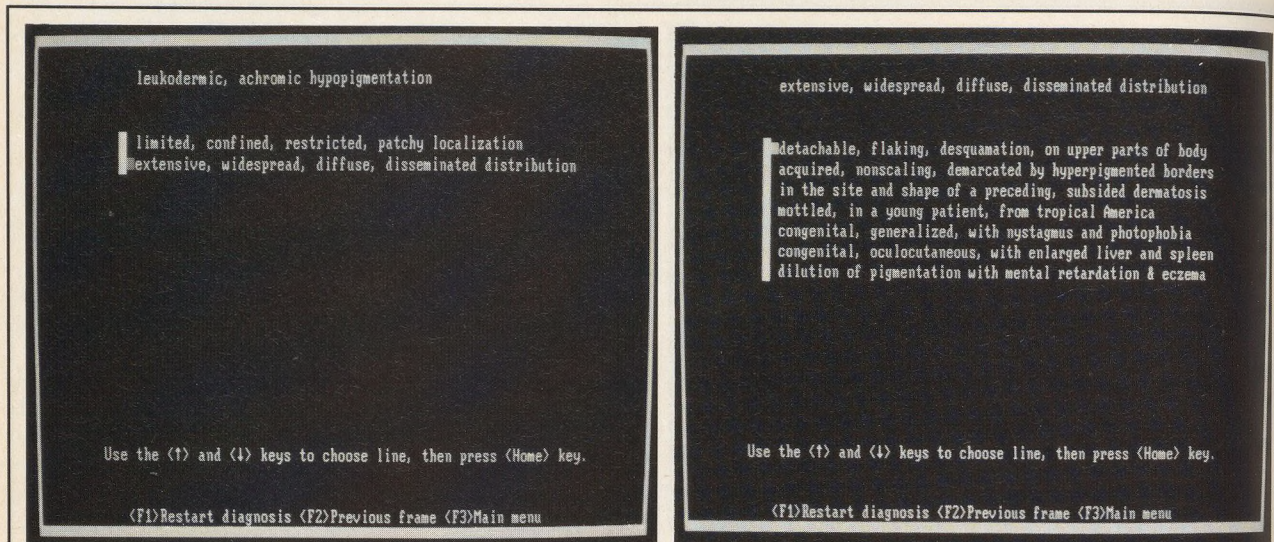 leukodermic, achromic hypopigmentation
limited, confined, restricted, patchy localization
extensive, widespread, diffuse, disseminated distribution
Use the <↑> and <↓> keys to choose line, then press <Home> key.
<F1>Restart diagnosis <F2>Previous frame <F3>Main menu
extensive, widespread, diffuse, disseminated distribution
detachable, flaking, desquamation, on upper parts of body
acquired, nonscaling, demarcated by hyperpigmented borders
in the site and shape of a preceding, subsided dermatosis
mottled, in a young patient, from tropical America
congenital, generalized, with nystagmus and photophobia
congenital, oculocutaneous, with enlarged liver and spleen
dilution of pigmentation with mental retardation & eczema
Use the <↑> and <↓> keys to choose line, then press <Home> key.
<F1>Restart diagnosis <F2>Previous frame <F3>Main menu